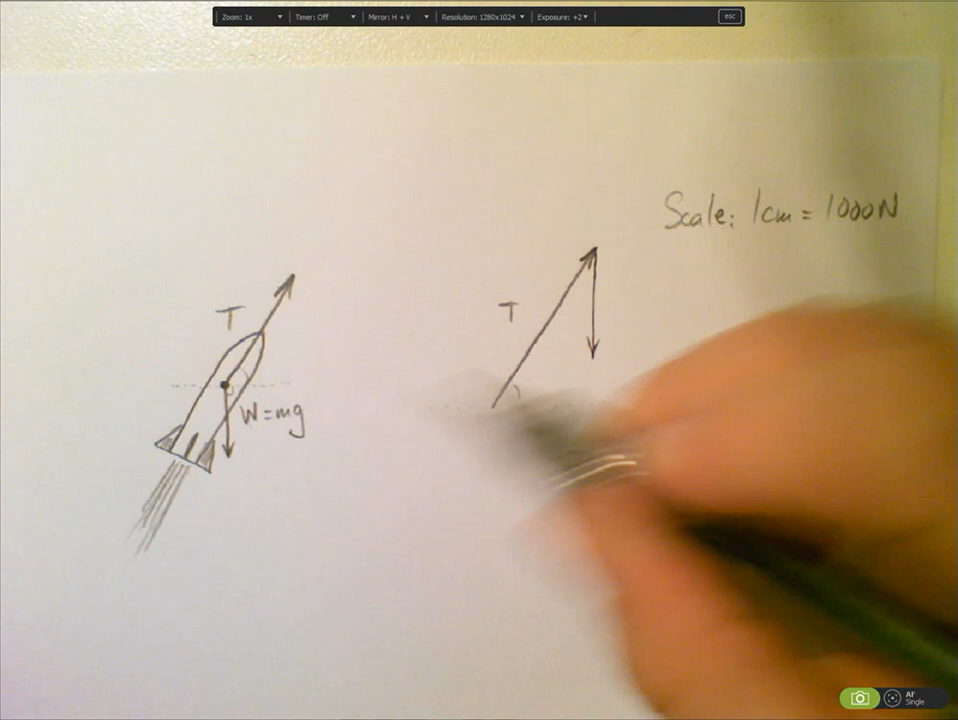 Zoom: 1x Timer: Off Mirror: H + V Resolution: 1280x1024 Exposure: +2 esc
Scale: 1cm = 1000N
T
T
W=mg
AF
Single